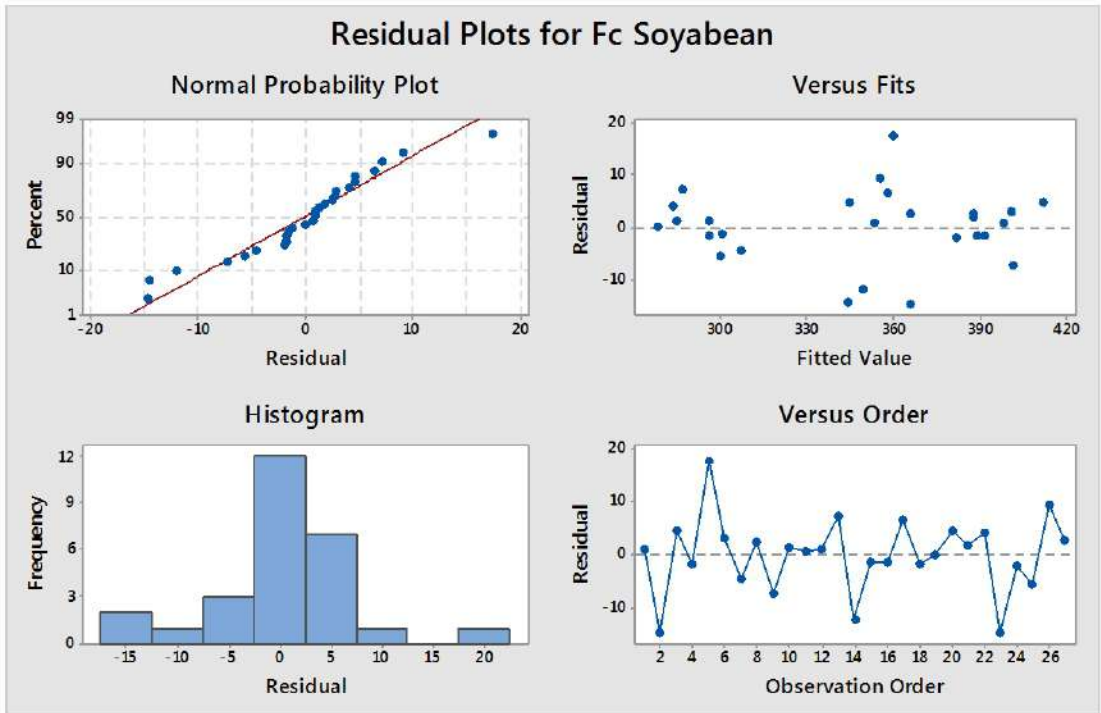 Residual Plots for Fc Soyabean
Normal Probability Plot
99
90
50
10
1
Percent
-20 -10 0 10 20
Residual
Versus Fits
20
10
0
-10
Residual
300 330 360 390 420
Fitted Value
Histogram
12
9
6
3
0
Frequency
-15 -10 -5 0 5 10 15 20
Residual
Versus Order
20
10
0
-10
Residual
2 4 6 8 10 12 14 16 18 20 22 24 26
Observation Order